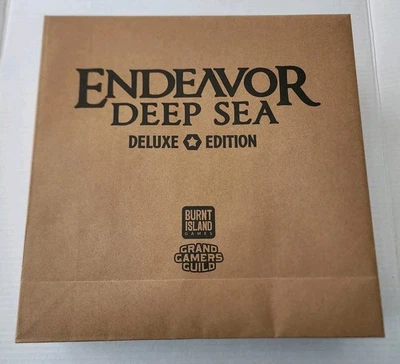 ENDEAVOR
DEEP SEA
DELUXE EDITION
BURNT
ISLAND
GAMES
GRAND
GAMERS
GUILD